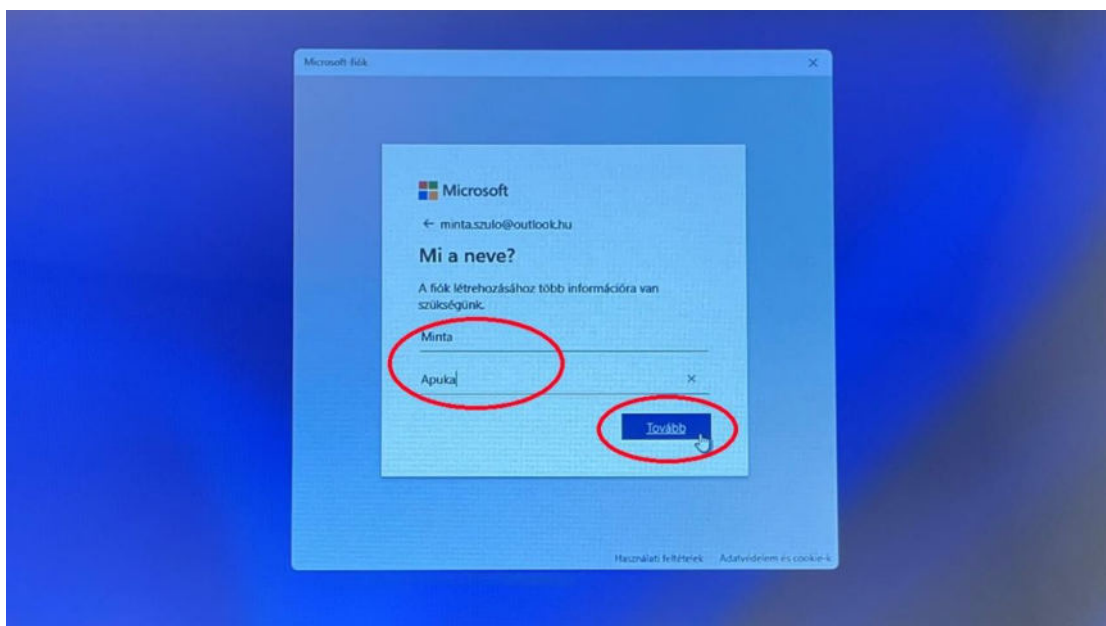 Microsoft-fiók
Microsoft
minta.szulo@outlook.hu
Mi a neve?
A fiók létrehozásához több információra van
szükségünk.
Minta
Apuka
Tovább
Használati feltételek Adatvédelem és cookie-k